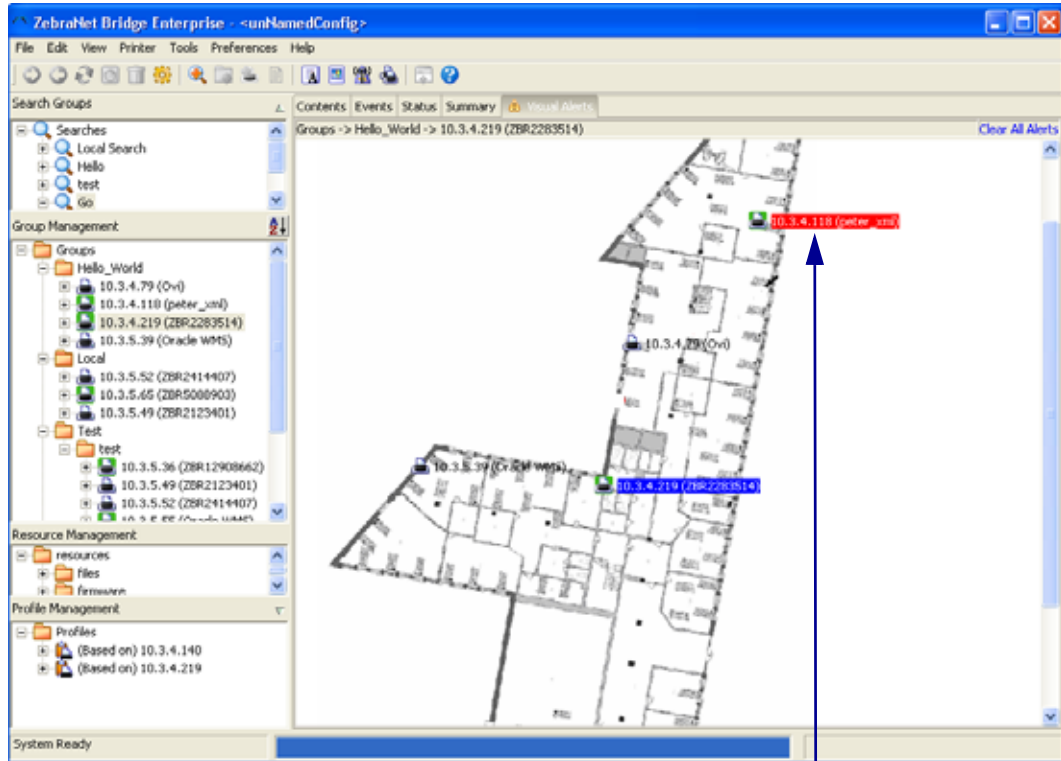 ZebraNet Bridge Enterprise - <unNamedConfig>
File Edit View Printer Tools Preferences Help
Search Groups
Searches
Local Search
Hello
test
Go
Group Management
Groups
Hello_World
10.3.4.79 (Ovi)
10.3.4.118 (peter_xml)
10.3.4.219 (ZBR2283514)
10.3.5.39 (Oracle WMS)
Local
10.3.5.52 (ZBR2414407)
10.3.5.65 (ZBR5088903)
10.3.5.49 (ZBR2123401)
Test
test
10.3.5.36 (ZBR12908662)
10.3.5.49 (ZBR2123401)
10.3.5.52 (ZBR2414407)
10.3.5.55 (Oracle WMS)
Resource Management
resources
files
firmware
Profile Management
Profiles
(Based on) 10.3.4.140
(Based on) 10.3.4.219
Contents Events Status Summary Visual Alerts
Groups -> Hello_World -> 10.3.4.219 (ZBR2283514)
Clear All Alerts
10.3.4.118 (peter_xml)
10.3.4.79 (Ovi)
10.3.5.39 (Oracle WMS)
10.3.4.219 (ZBR2283514)
System Ready